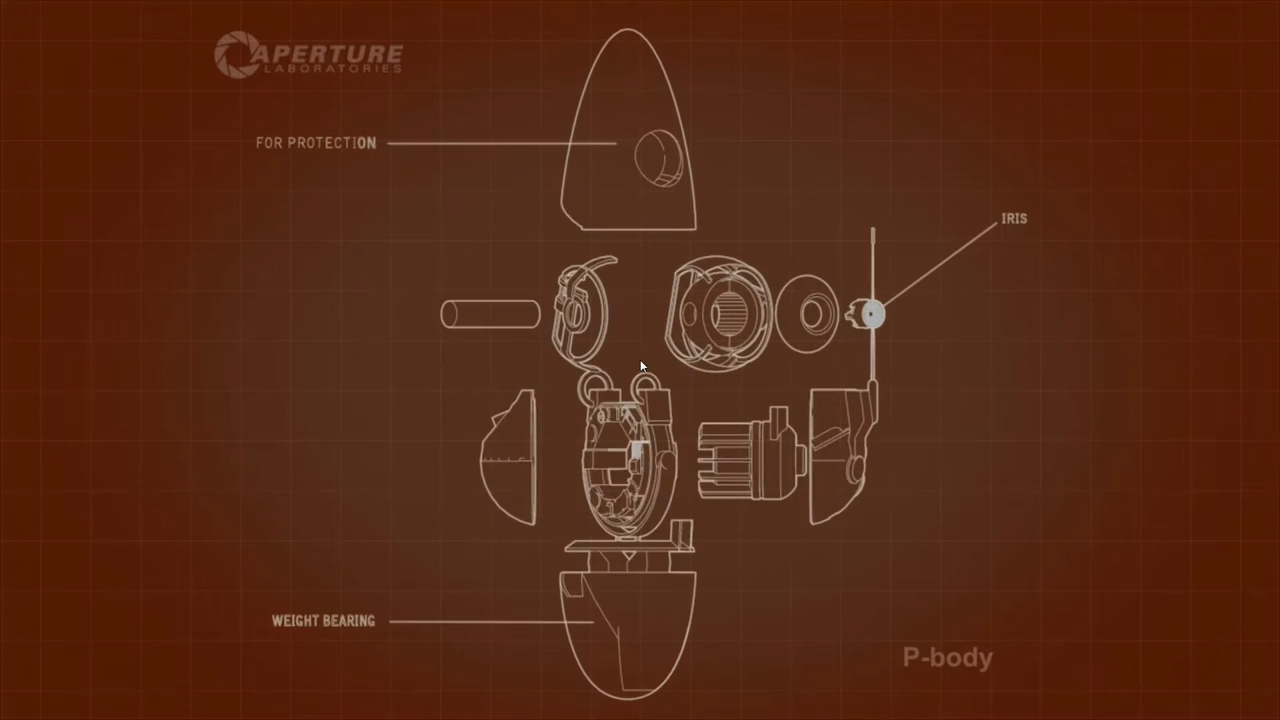 APERTURE
LABORATORIES
FOR PROTECTION
IRIS
WEIGHT BEARING
P-body